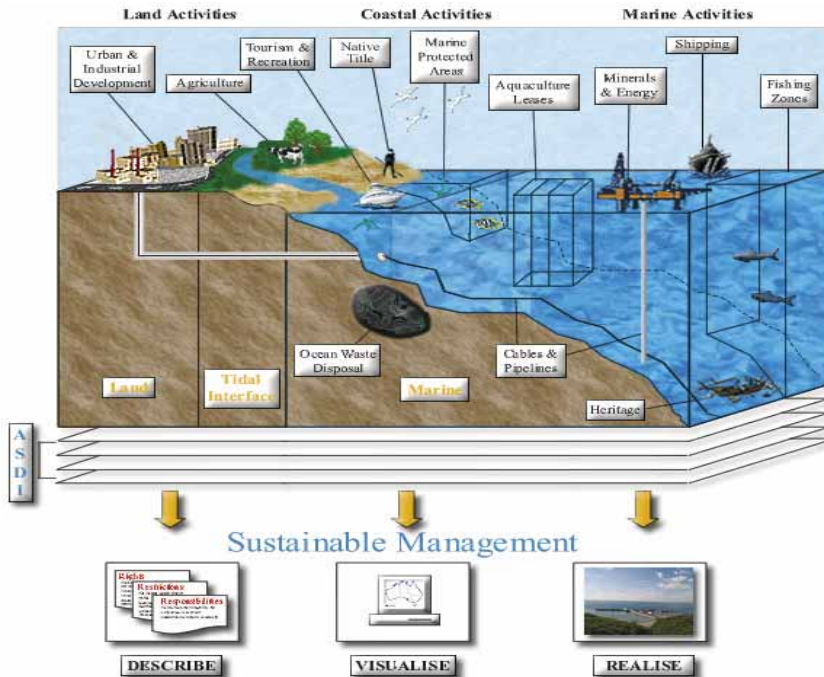 Land Activities
Coastal Activities
Marine Activities
Urban &
Industrial
Development
Agriculture
Tourism &
Recreation
Native
Title
Marine
Protected
Areas
Aquaculture
Leases
Minerals
& Energy
Shipping
Fishing
Zones
Ocean Waste
Disposal
Cables &
Pipelines
Heritage
Land
Tidal
Interface
Marine
A
S
D
I
Sustainable Management
Rights
Restrictions
Responsibilities
DESCRIBE
VISUALISE
REALISE